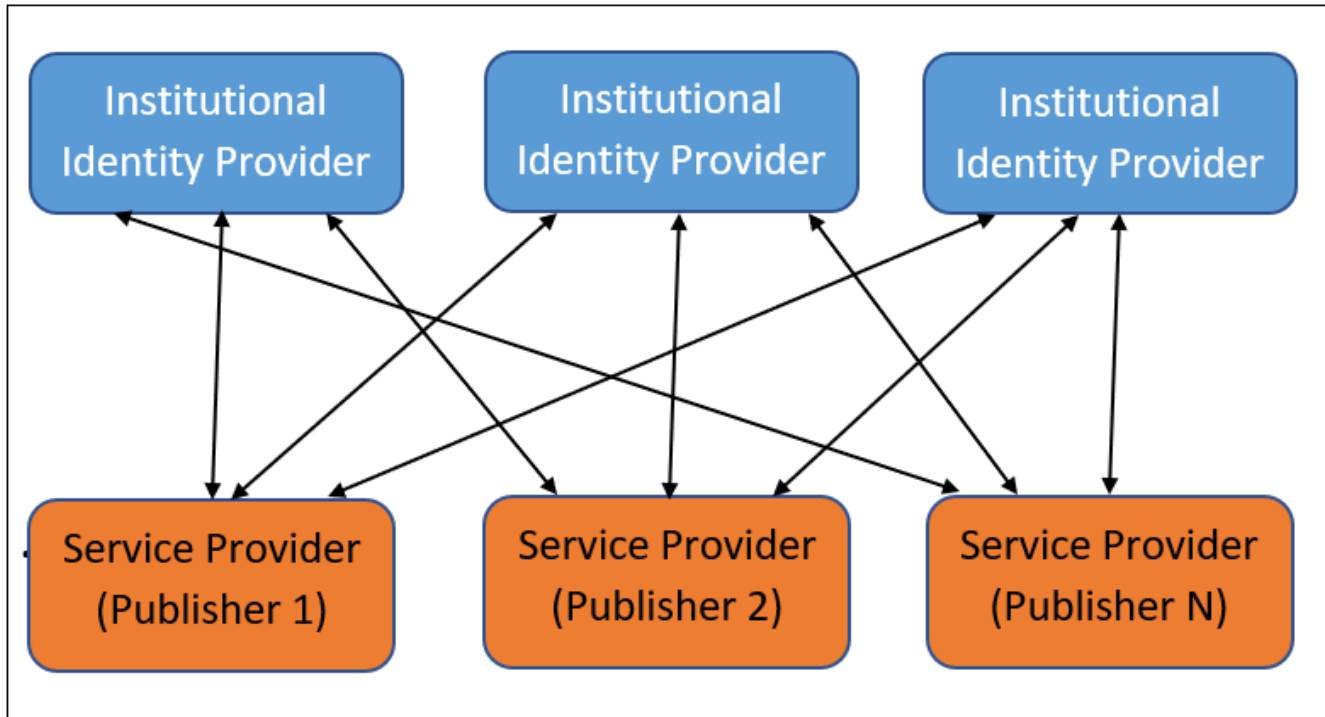 Institutional
Identity Provider
Institutional
Identity Provider
Institutional
Identity Provider
Service Provider
(Publisher 1)
Service Provider
(Publisher 2)
Service Provider
(Publisher N)